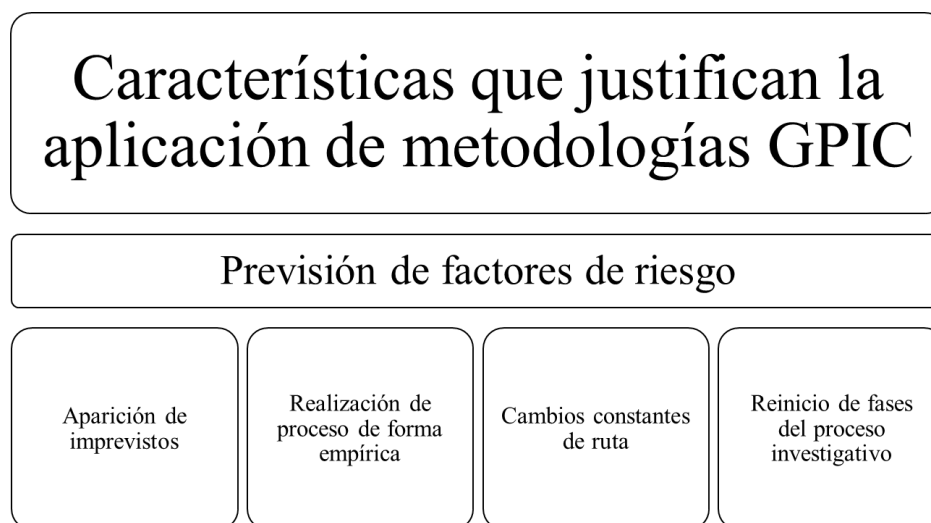 Características que justifican la
aplicación de metodologías GPIC
Previsión de factores de riesgo
Aparición de
imprevistos
Realización de
proceso de forma
empírica
Cambios constantes
de ruta
Reinicio de fases
del proceso
investigativo